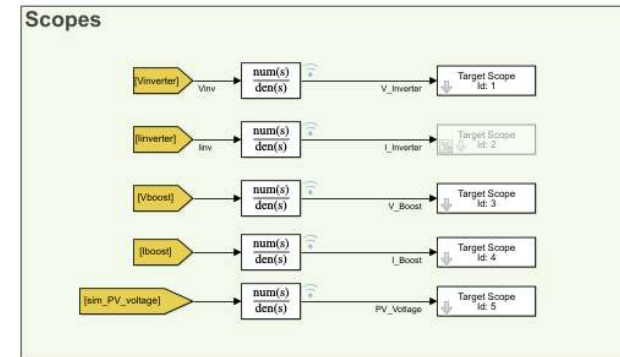 Scopes
[Vinverter]
Vinv
num(s)
den(s)
V_Inverter
Target Scope
Id: 1
[Iinverter]
Iinv
num(s)
den(s)
I_Inverter
Target Scope
Id: 2
[Vboost]
num(s)
den(s)
V_Boost
Target Scope
Id: 3
[Iboost]
num(s)
den(s)
I_Boost
Target Scope
Id: 4
[sim_PV_voltage]
num(s)
den(s)
PV_Voltage
Target Scope
Id: 5